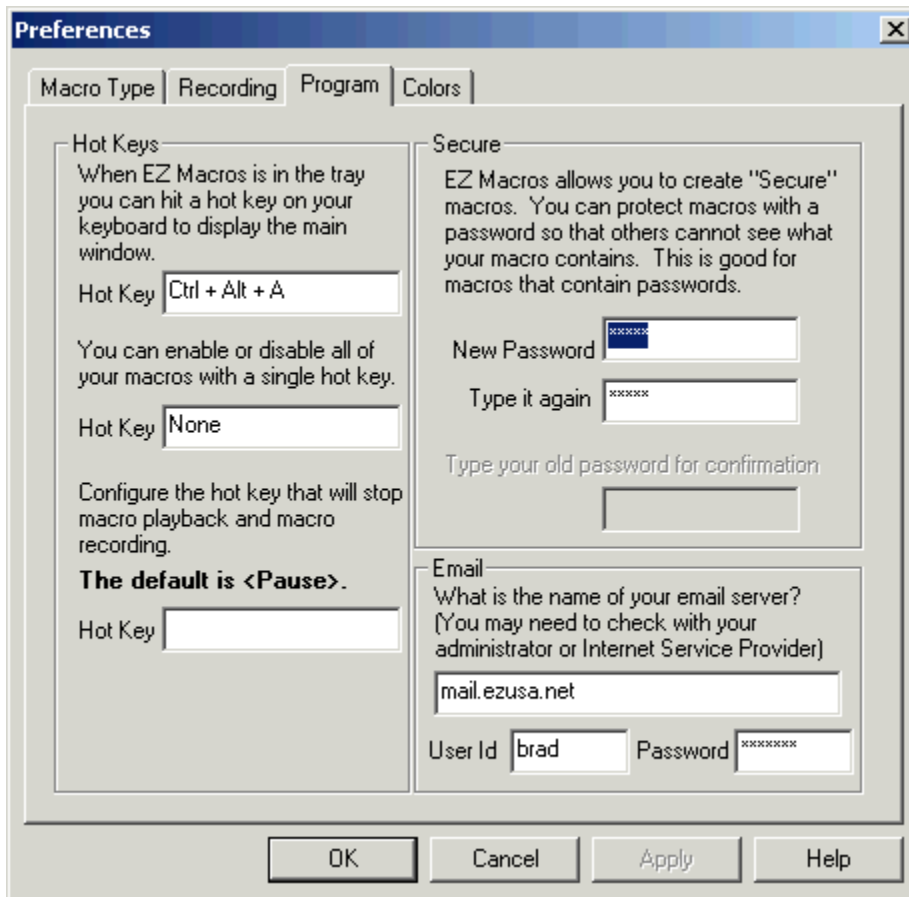 Preferences
Macro Type Recording Program Colors
Hot Keys
When EZ Macros is in the tray
you can hit a hot key on your
keyboard to display the main
window.
Hot Key Ctrl + Alt + A
You can enable or disable all of
your macros with a single hot key.
Hot Key None
Configure the hot key that will stop
macro playback and macro
recording.
The default is <Pause>.
Hot Key
Secure
EZ Macros allows you to create "Secure"
macros. You can protect macros with a
password so that others cannot see what
your macro contains. This is good for
macros that contain passwords.
New Password *****
Type it again *****
Type your old password for confirmation
Email
What is the name of your email server?
(You may need to check with your
administrator or Internet Service Provider)
mail.ezusa.net
User Id brad Password *******
OK Cancel Apply Help